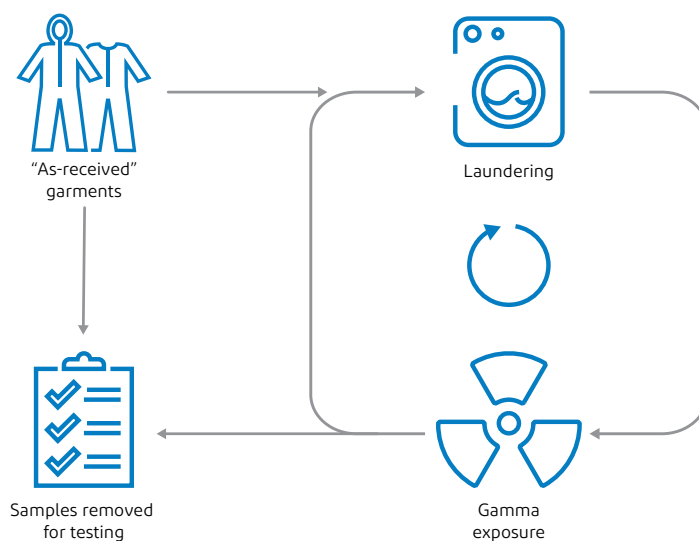 “As-received”
garments
Laundering
Samples removed
for testing
Gamma
exposure